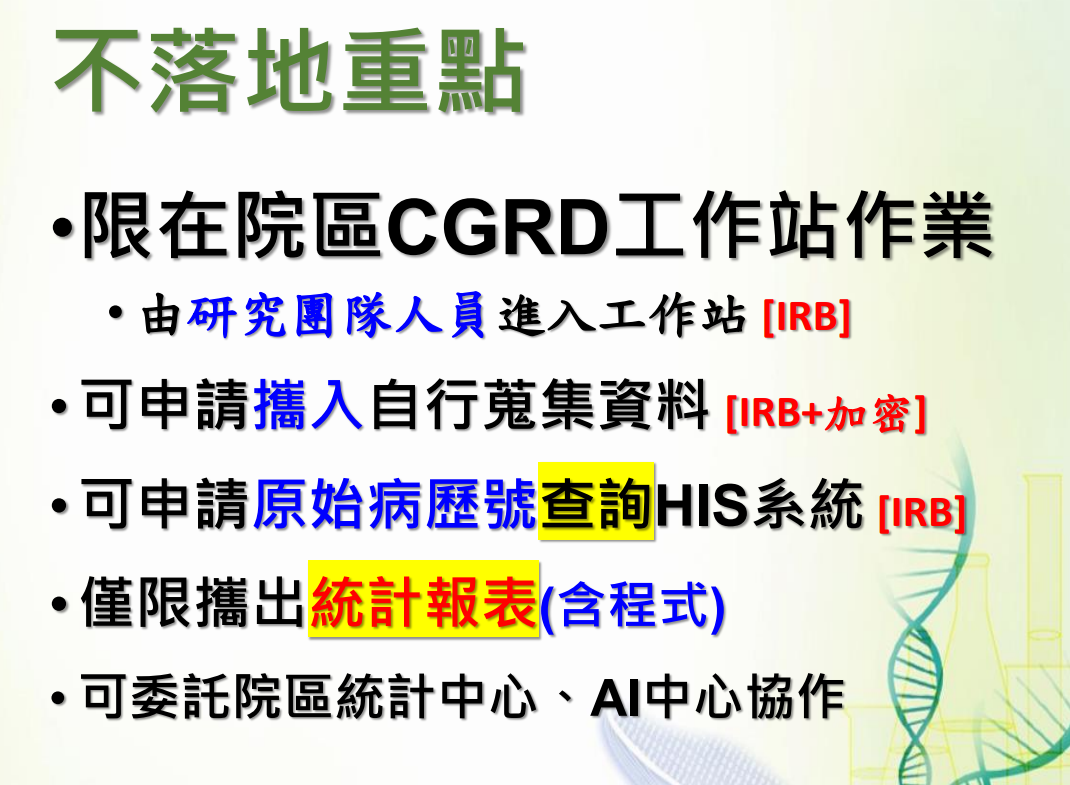 不落地重點
•限在院區CGRD工作站作業
•由研究團隊人員進入工作站 [IRB]
•可申請攜入自行蒐集資料 [IRB+加密]
•可申請原始病歷號查詢HIS系統 [IRB]
•僅限攜出統計報表(含程式)
•可委託院區統計中心、AI中心協作